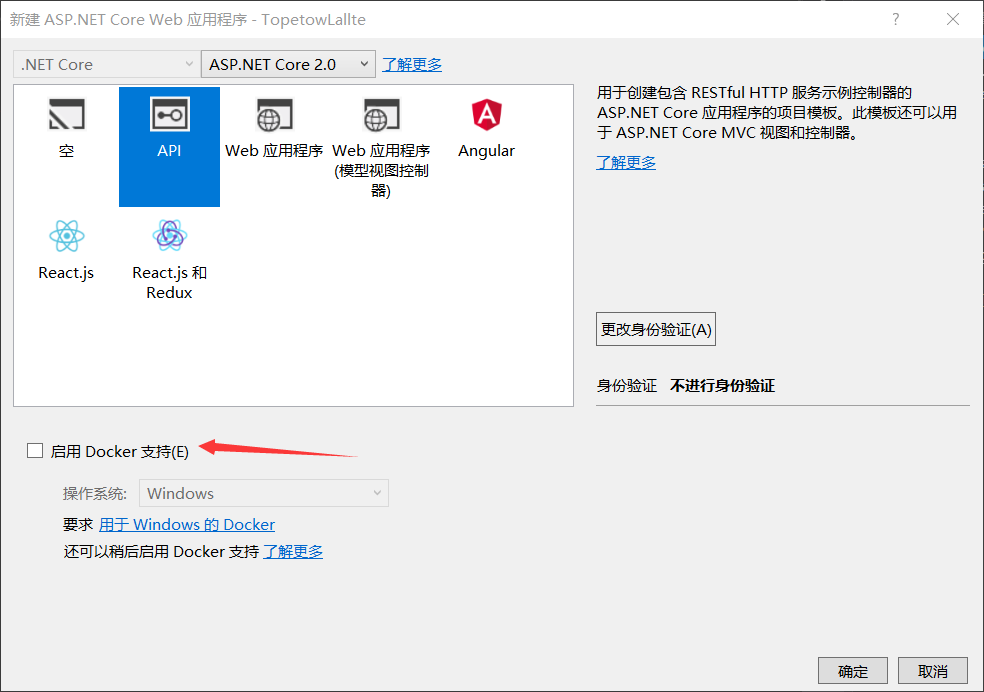 新建 ASP.NET Core Web 应用程序 - TopetowLallte
?
.NET Core
ASP.NET Core 2.0
了解更多
空
API
Web 应用程序
Web 应用程序
(模型视图控制
器)
Angular
React.js
React.js 和
Redux
用于创建包含 RESTful HTTP 服务示例控制器的
ASP.NET Core 应用程序的项目模板。此模板还可以用
于 ASP.NET Core MVC 视图和控制器。
了解更多
更改身份验证(A)
身份验证 不进行身份验证
启用 Docker 支持(E)
操作系统: Windows
要求 用于 Windows 的 Docker
还可以稍后启用 Docker 支持 了解更多
确定
取消